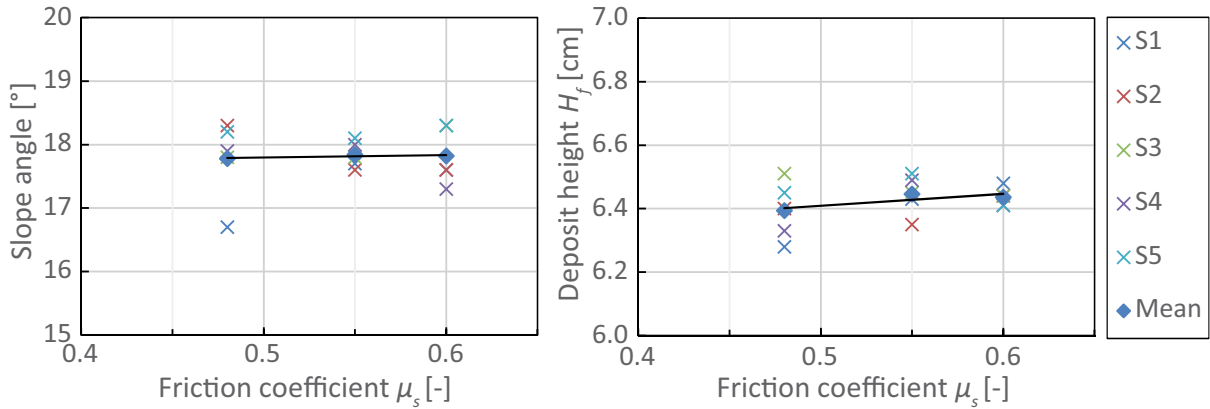 Slope angle [°]
20
19
18
17
16
15
0.4
0.5
0.6
Friction coefficient μs [-]
Deposit height Hf [cm]
7.0
6.8
6.6
6.4
6.2
6.0
0.4
0.5
0.6
Friction coefficient μs [-]
S1
S2
S3
S4
S5
Mean